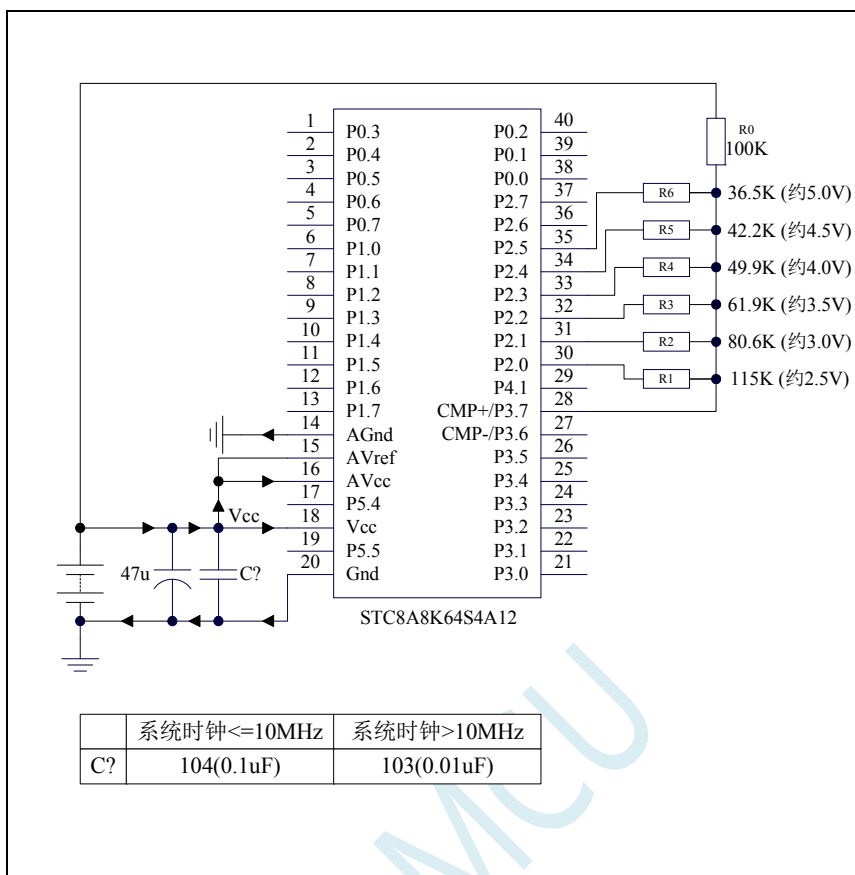 1 P0.3 P0.2 40
2 P0.4 P0.1 39
3 P0.5 P0.0 38
4 P0.6 P2.7 37
5 P0.7 P2.6 36
6 P1.0 P2.5 35
7 P1.1 P2.4 34
8 P1.2 P2.3 33
9 P1.3 P2.2 32
10 P1.4 P2.1 31
11 P1.5 P2.0 30
12 P1.6 P4.1 29
13 P1.7 CMP+/P3.7 28
14 AGnd CMP-/P3.6 27
15 AVref P3.5 26
16 AVcc P3.4 25
17 P5.4 P3.3 24
18 Vcc P3.2 23
19 P5.5 P3.1 22
20 Gnd P3.0 21
R0
100K
R6 36.5K (约5.0V)
R5 42.2K (约4.5V)
R4 49.9K (约4.0V)
R3 61.9K (约3.5V)
R2 80.6K (约3.0V)
R1 115K (约2.5V)
Vcc
47u C?
STC8A8K64S4A12
系统时钟<=10MHz 系统时钟>10MHz
C? 104(0.1uF) 103(0.01uF)
MCU